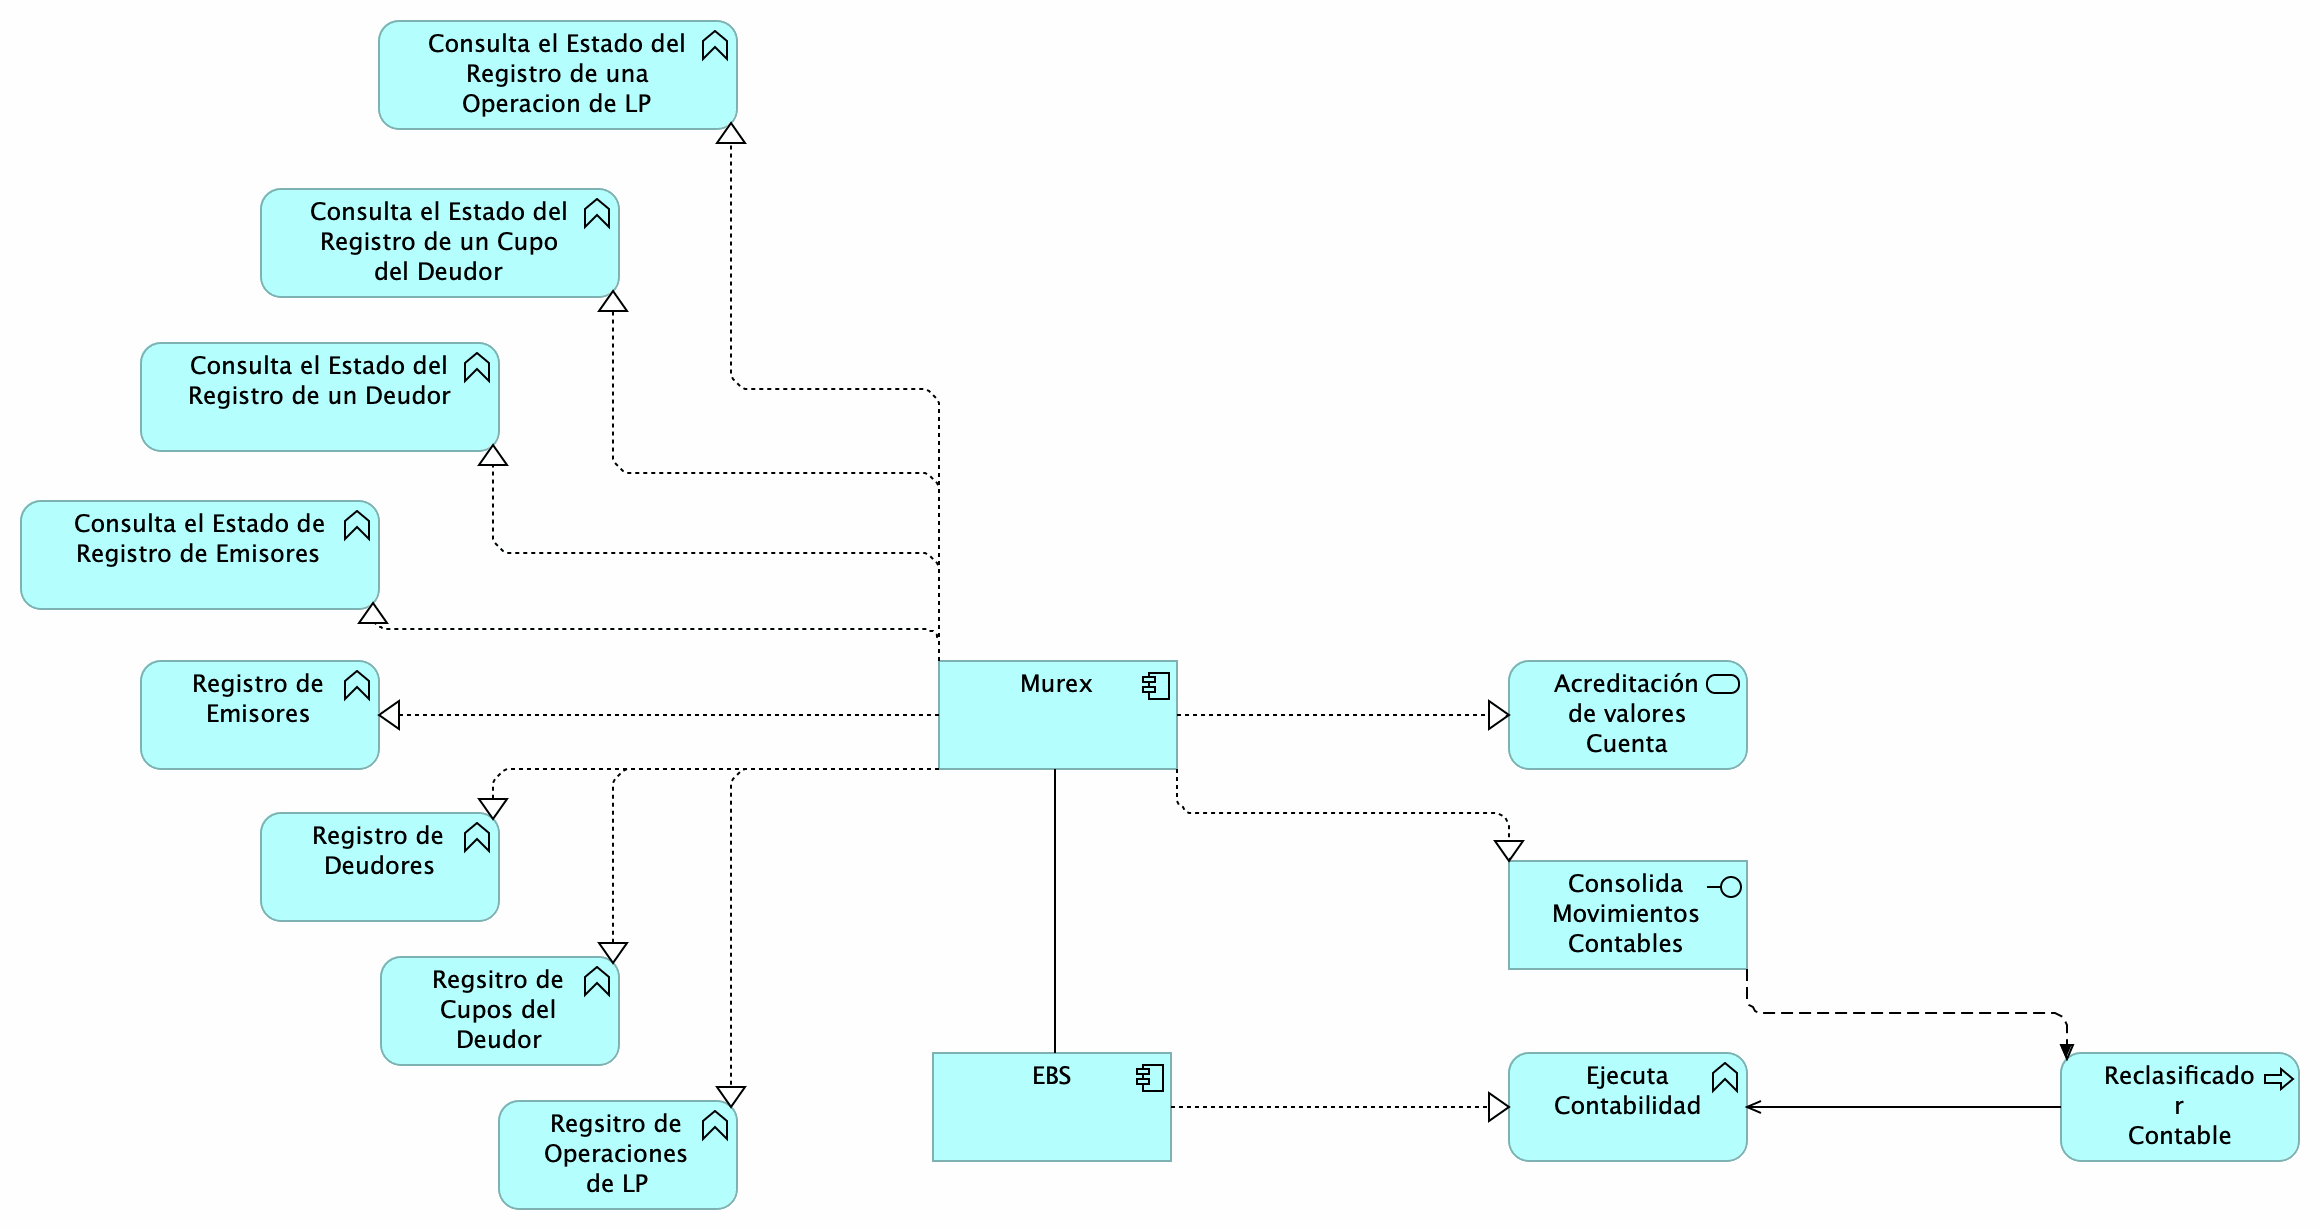 Consulta el Estado del
Registro de una
Operacion de LP
Consulta el Estado del
Registro de un Cupo
del Deudor
Consulta el Estado del
Registro de un Deudor
Consulta el Estado de
Registro de Emisores
Registro de
Emisores
Murex
Acreditación
de valores
Cuenta
Registro de
Deudores
Consolida
Movimientos
Contables
Regsitro de
Cupos del
Deudor
EBS
Ejecuta
Contabilidad
Reclasificado
r
Contable
Regsitro de
Operaciones
de LP